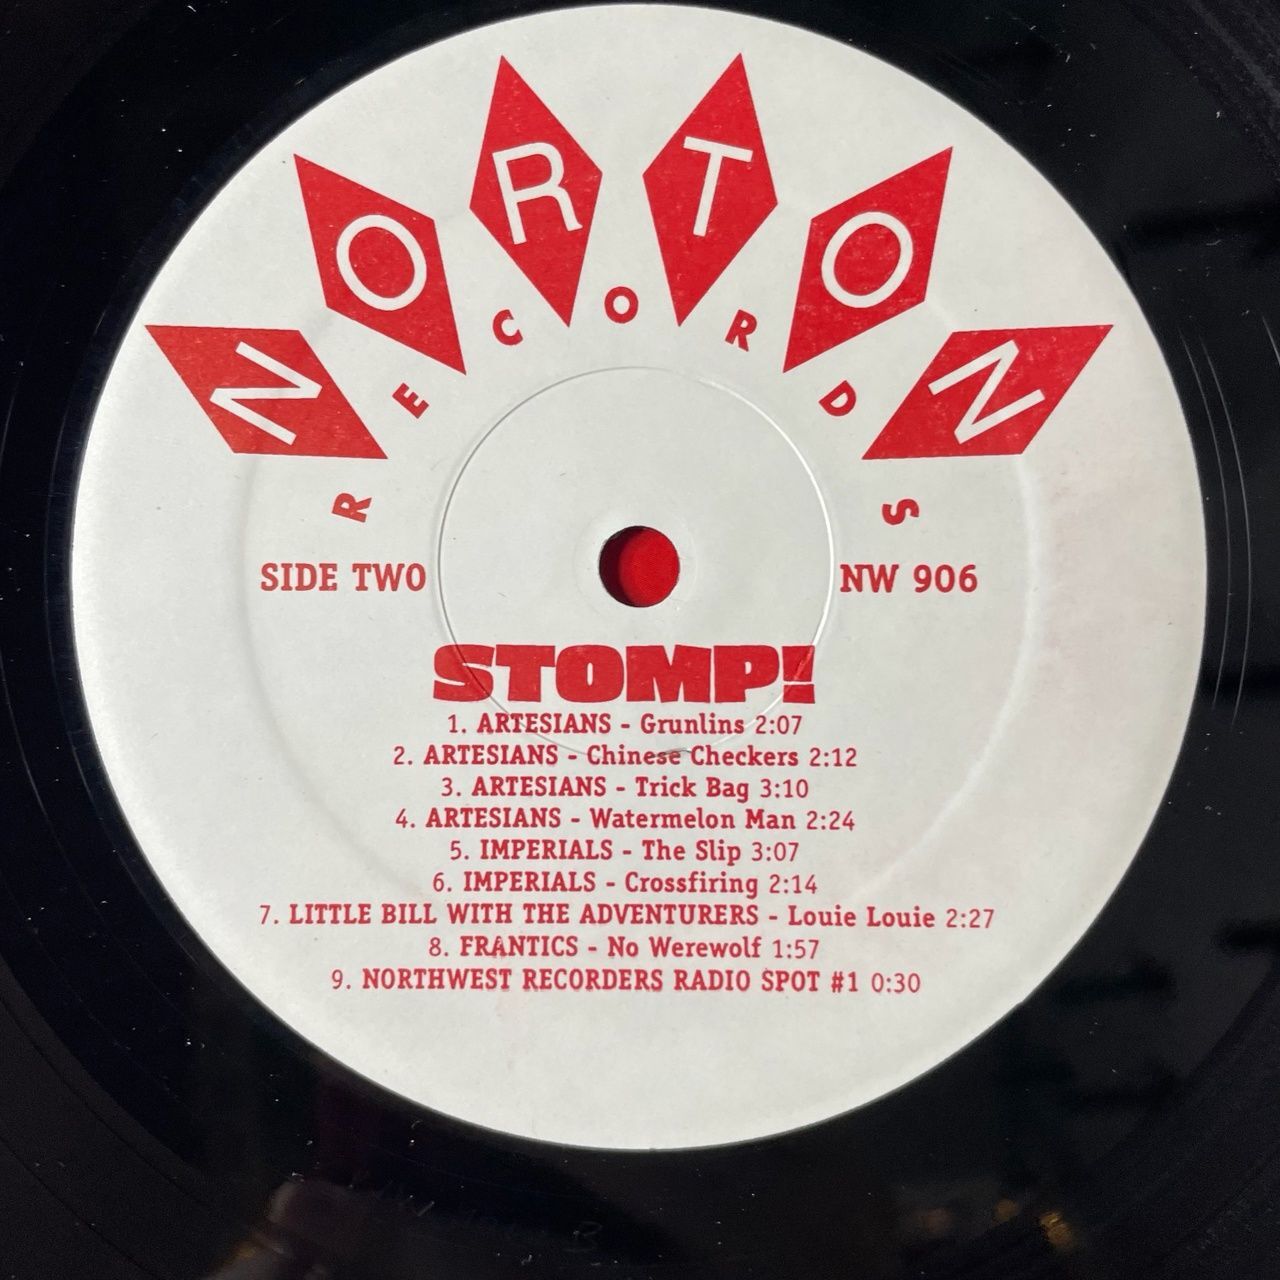 NORTON
RECORDS
SIDE TWO
NW 906
STOMP!
1. ARTESIANS - Grunlins 2:07
2. ARTESIANS - Chinese Checkers 2:12
3. ARTESIANS - Trick Bag 3:10
4. ARTESIANS - Watermelon Man 2:24
5. IMPERIALS - The Slip 3:07
6. IMPERIALS - Crossfiring 2:14
7. LITTLE BILL WITH THE ADVENTURERS - Louie Louie 2:27
8. FRANTICS - No Werewolf 1:57
9. NORTHWEST RECORDERS RADIO SPOT #1 0:30